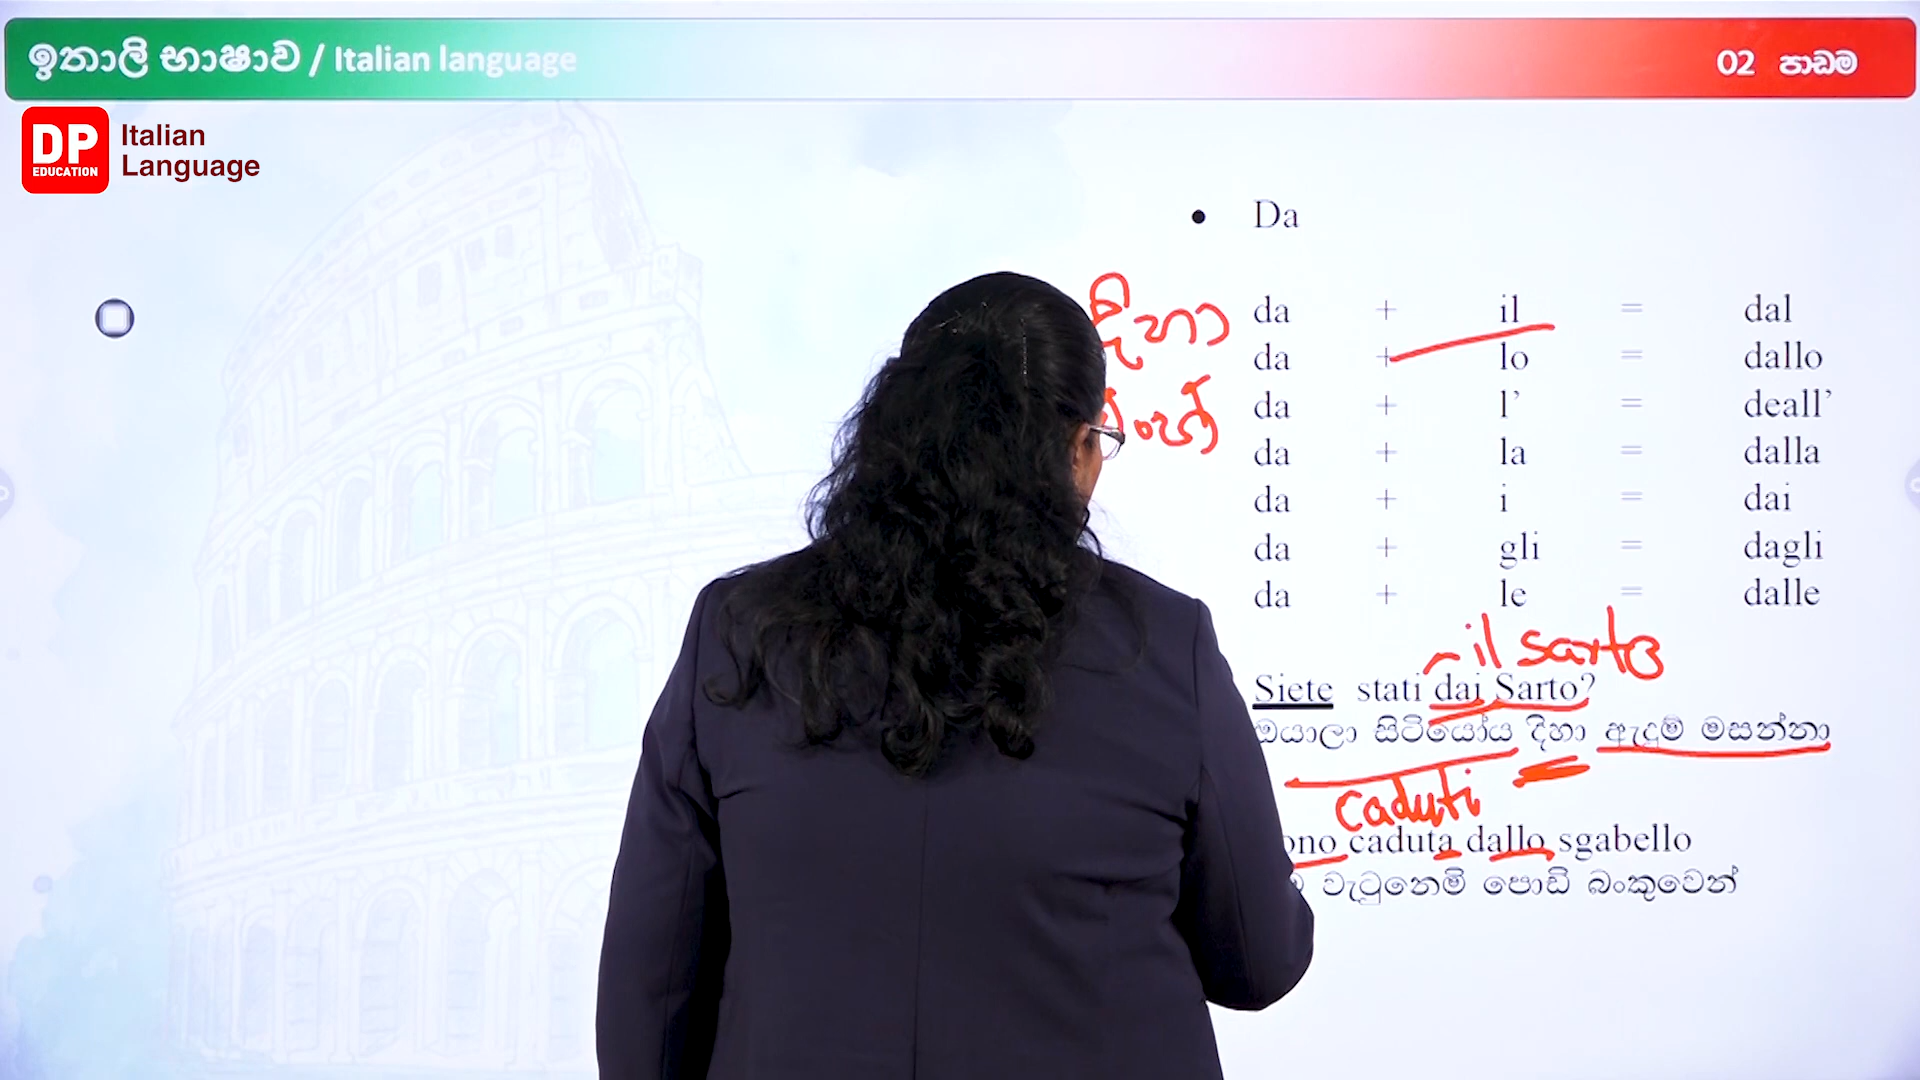 ඉතාලි භාෂාව / Italian language
02 පාඩම
DP
EDUCATION
Italian
Language
• Da
da + il = dal
දිහා
da + lo = dallo
da + l’ = deall’
da + la = dalla
da + i = dai
da + gli = dagli
da + le = dalle
il sarto
Siete stati dai Sarto?
ඔයාලා සිටියෝය දිහා ඇඳුම් මසන්නා
caduti
caduta dallo sgabello
වැටුනෙමි පොඩි බංකුවෙන්